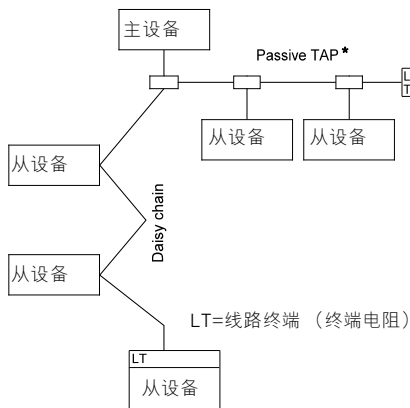 主设备
Passive TAP *
L
T
从设备
从设备
从设备
Daisy chain
从设备
LT=线路终端 （终端电阻）
LT
从设备